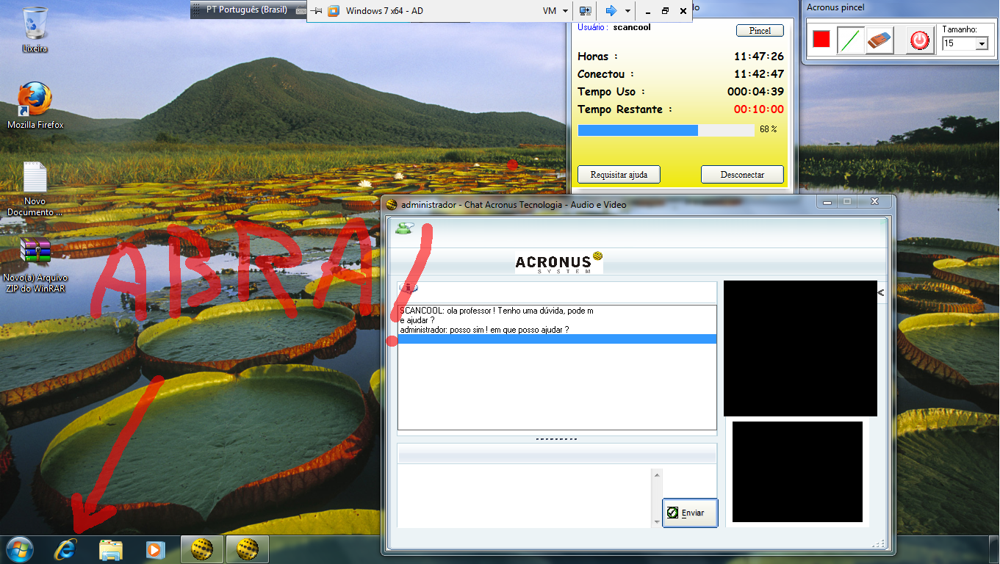 PT Português (Brasil)
Windows 7 x64 - AD
VM
Acronus pincel
Lixeira
Usuário : scancool
Pincel
Tamanho:
15
Horas : 11:47:26
Conectou : 11:42:47
Tempo Uso : 000:04:39
Tempo Restante : 00:10:00
68 %
Mozilla Firefox
Requisitar ajuda
Desconectar
Novo
Documento ...
administrador - Chat Acronus Tecnologia - Audio e Video
ABRA!
ACRONUS
SYSTEM
Novo(a) Arquivo
ZIP do WinRAR
SCANCOOL: ola professor ! Tenho uma dúvida, pode m
e ajudar ?
administrador: posso sim ! em que posso ajudar ?
Enviar